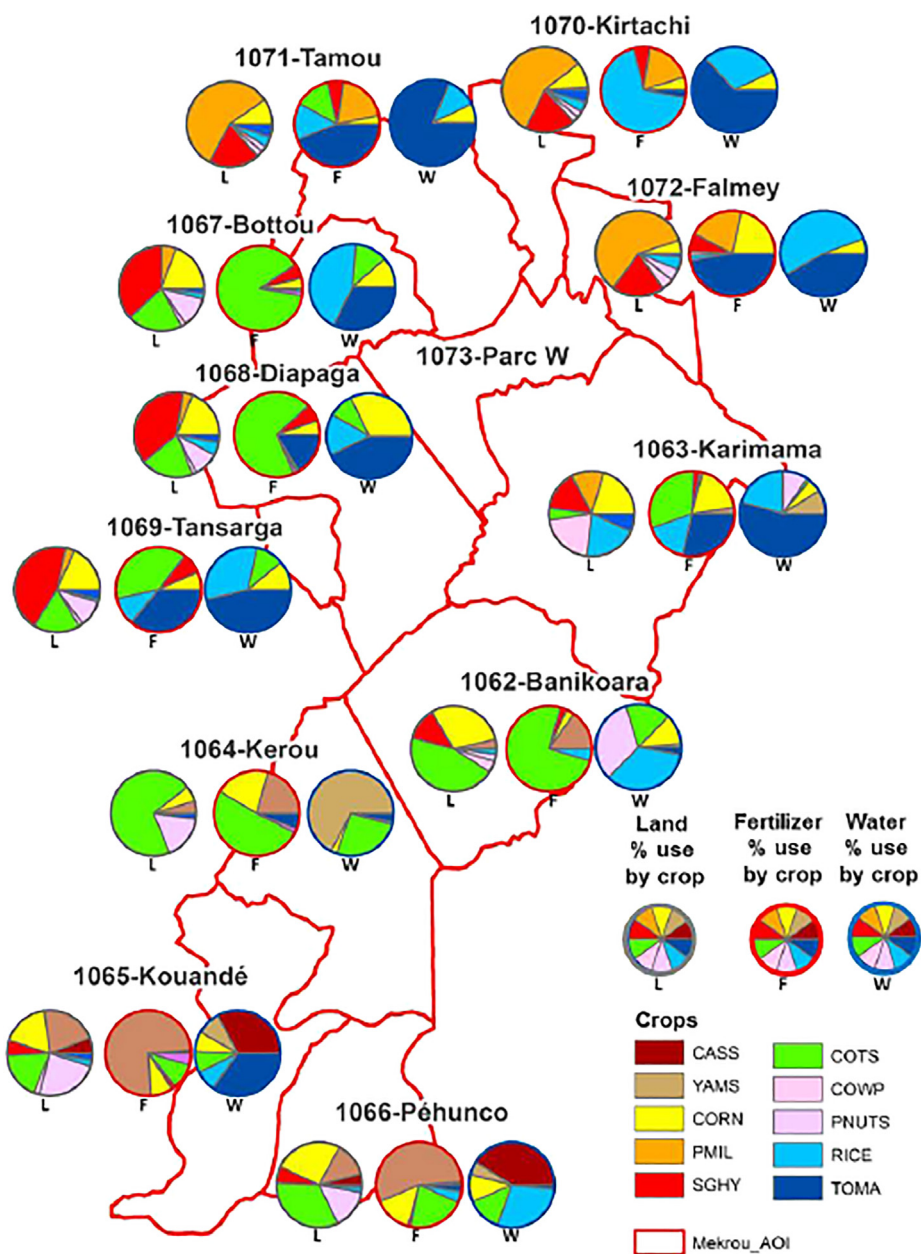 1070-Kirtachi
1071-Tamou
L F W
L F W
1072-Falmey
1067-Bottou
L F W
L F W
1073-Parc W
1068-Diapaga
L F W
1063-Karimama
1069-Tansarga
L F W
L F W
1062-Banikoara
1064-Kerou
L F W
L F W
Land Fertilizer Water
% use % use % use
by crop by crop by crop
L F W
1065-Kouandé
Crops
L F W
CASS COTS
YAMS COWP
1066-Péhunco
CORN PNUTS
PMIL RICE
SGHY TOMA
L F W
Mekrou_AOI